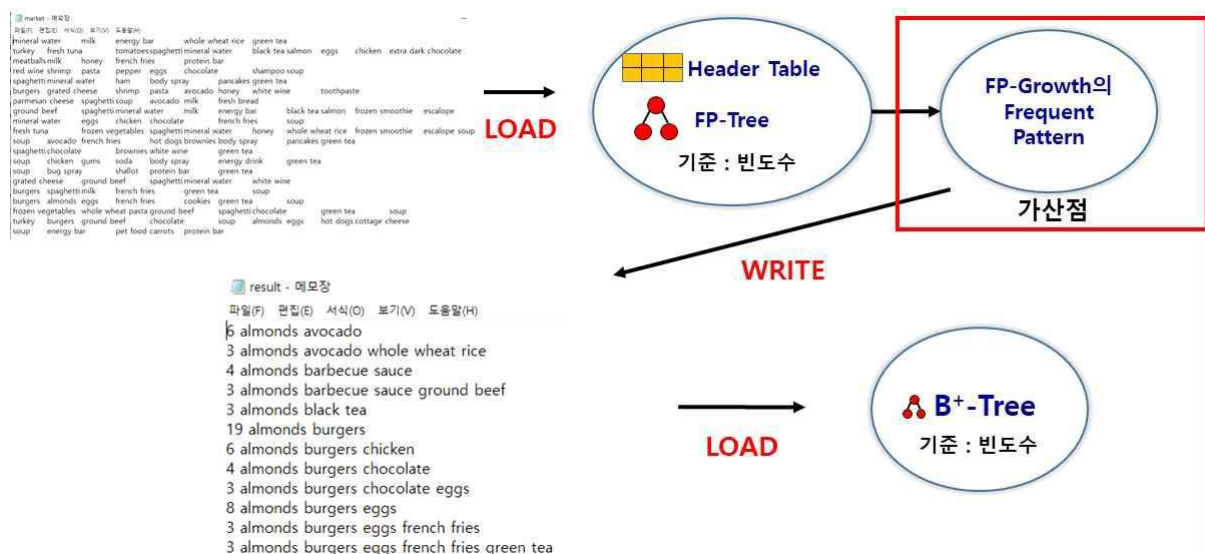 market - 메모장
파일(F) 편집(E) 서식(O) 보기(V) 도움말(H)
mineral water milk energy bar whole wheat rice green tea
turkey fresh tuna tomatoes spaghetti mineral water black tea salmon eggs chicken extra dark chocolate
meatballs milk honey french fries protein bar
red wine shrimp pasta pepper eggs chocolate shampoo soup
spaghetti mineral water ham body spray pancakes green tea
burgers grated cheese shrimp pasta avocado honey white wine toothpaste
parmesan cheese spaghetti soup avocado milk fresh bread
ground beef spaghetti mineral water milk energy bar black tea salmon frozen smoothie escalope
mineral water eggs chicken chocolate french fries soup
fresh tuna frozen vegetables spaghetti mineral water honey whole wheat rice frozen smoothie escalope soup
soup avocado french fries hot dogs brownies body spray pancakes green tea
spaghetti chocolate brownies white wine green tea
soup chicken gums soda body spray energy drink green tea
soup bug spray shallot protein bar green tea
grated cheese ground beef spaghetti mineral water white wine
burgers spaghetti milk french fries green tea soup
burgers almonds eggs french fries cookies green tea soup
frozen vegetables whole wheat pasta ground beef spaghetti chocolate green tea soup
turkey burgers ground beef chocolate soup almonds eggs hot dogs cottage cheese
soup energy bar pet food carrots protein bar
LOAD
Header Table
FP-Tree
기준 : 빈도수
FP-Growth의
Frequent
Pattern
가산점
WRITE
result - 메모장
파일(F) 편집(E) 서식(O) 보기(V) 도움말(H)
6 almonds avocado
3 almonds avocado whole wheat rice
4 almonds barbecue sauce
3 almonds barbecue sauce ground beef
3 almonds black tea
19 almonds burgers
6 almonds burgers chicken
4 almonds burgers chocolate
3 almonds burgers chocolate eggs
8 almonds burgers eggs
3 almonds burgers eggs french fries
3 almonds burgers eggs french fries green tea
LOAD
B⁺-Tree
기준 : 빈도수